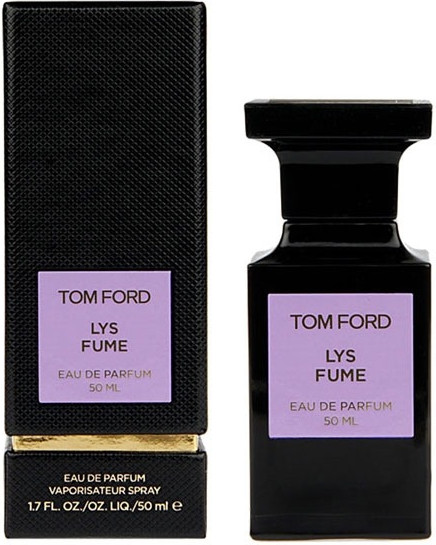 TOM FORD
LYS
FUME
EAU DE PARFUM
50 ML
EAU DE PARFUM
VAPORISATEUR SPRAY
1.7 FL. OZ./OZ. LIQ./50 ml ℮
TOM FORD
LYS
FUME
EAU DE PARFUM
50 ML